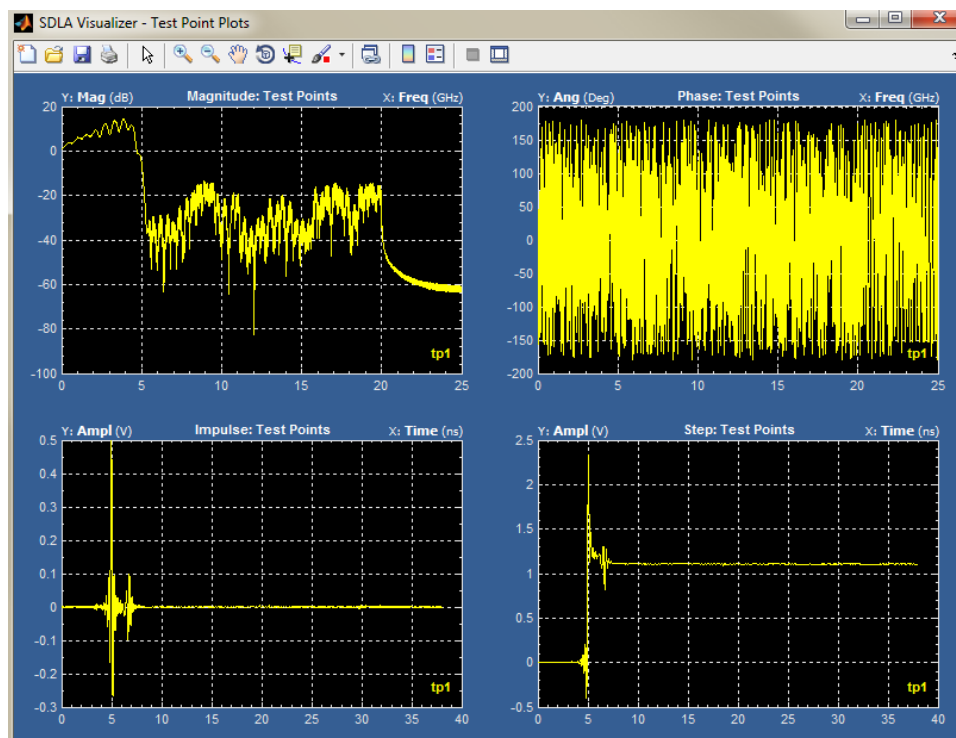 SDLA Visualizer - Test Point Plots
Y: Mag (dB) Magnitude: Test Points X: Freq (GHz)
20
0
-20
-40
-60
-80
-100
tp1
0 5 10 15 20 25
Y: Ang (Deg) Phase: Test Points X: Freq (GHz)
200
150
100
50
0
-50
-100
-150
-200
tp1
0 5 10 15 20 25
Y: Ampl (V) Impulse: Test Points X: Time (ns)
0.5
0.4
0.3
0.2
0.1
0
-0.1
-0.2
-0.3
tp1
0 5 10 15 20 25 30 35 40
Y: Ampl (V) Step: Test Points X: Time (ns)
2.5
2
1.5
1
0.5
0
-0.5
tp1
0 5 10 15 20 25 30 35 40